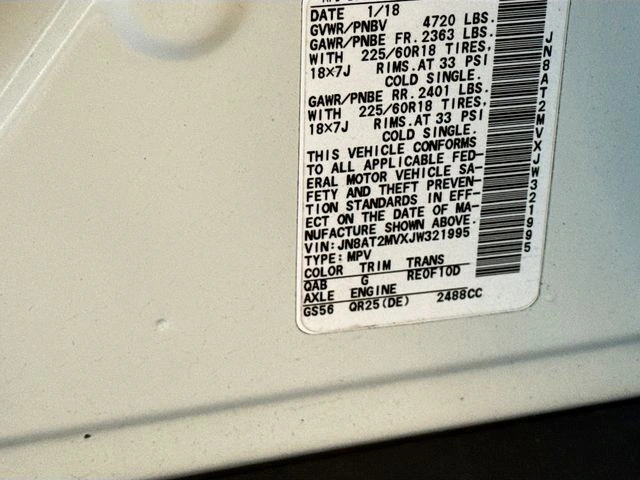 DATE 1/18
GVWR/PNBV 4720 LBS.
GAWR/PNBE FR. 2363 LBS.
WITH 225/60R18 TIRES,
18×7J RIMS. AT 33 PSI
COLD SINGLE.
GAWR/PNBE RR. 2401 LBS.
WITH 225/60R18 TIRES,
18×7J RIMS. AT 33 PSI
COLD SINGLE.
THIS VEHICLE CONFORMS
TO ALL APPLICABLE FED-
ERAL MOTOR VEHICLE SA-
FETY AND THEFT PREVEN-
TION STANDARDS IN EFF-
ECT ON THE DATE OF MA-
NUFACTURE SHOWN ABOVE.
VIN: JN8AT2MVXJW321995
TYPE: MPV
COLOR TRIM TRANS
QAB G RE0F10D
AXLE ENGINE
GS56 QR25(DE) 2488CC
JN8AT2MVXJW321995